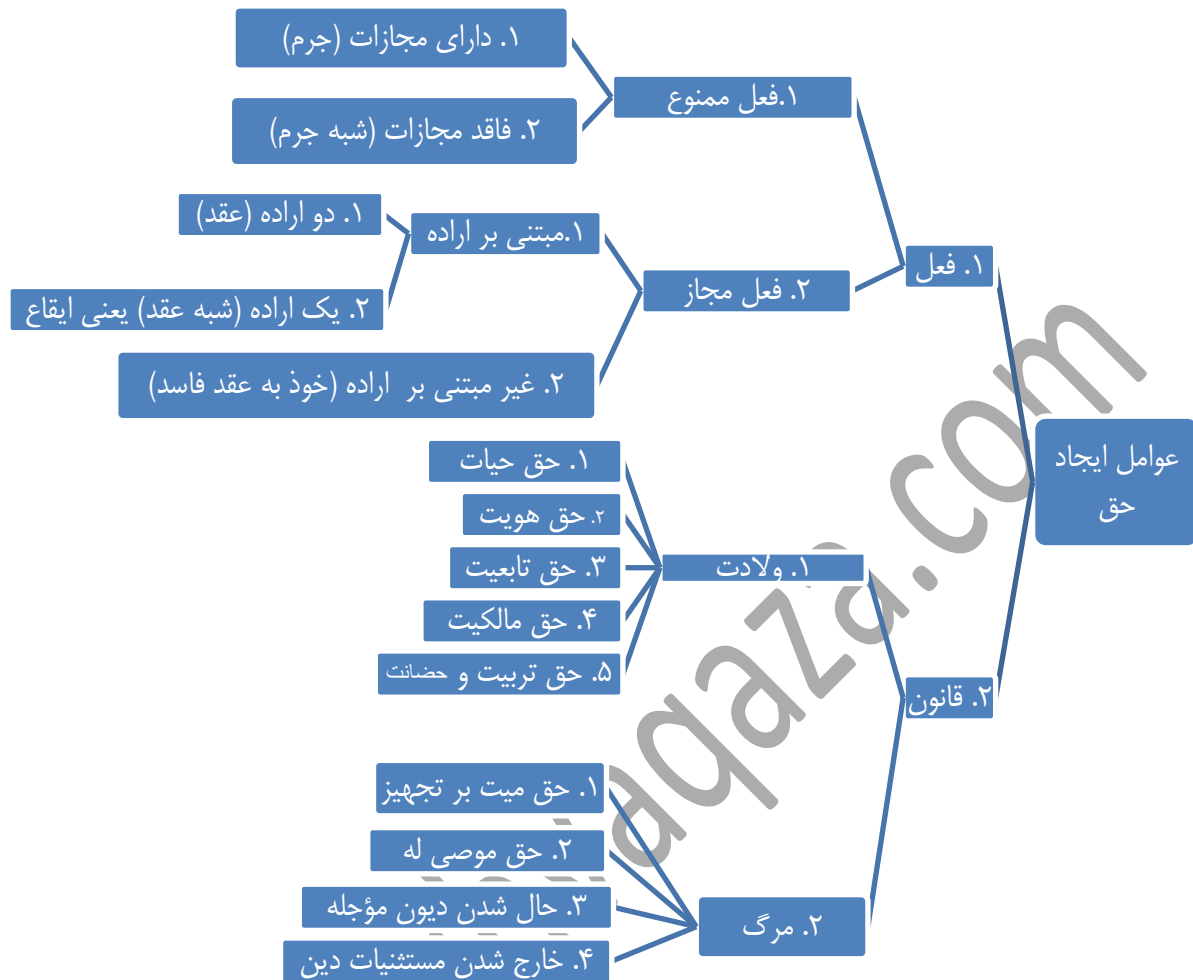 عوامل ایجاد
حق
۱. فعل
۱.فعل ممنوع
۱. دارای مجازات (جرم)
۲. فاقد مجازات (شبه جرم)
۲. فعل مجاز
۱.مبتنی بر اراده
۱. دو اراده (عقد)
۲. یک اراده (شبه عقد) یعنی ایقاع
۲. غیر مبتنی بر اراده (خوذ به عقد فاسد)
۲. قانون
۱. ولادت
۱. حق حیات
۲. حق هویت
۳. حق تابعیت
۴. حق مالکیت
۵. حق تربیت و حضانت
۲. مرگ
۱. حق میت بر تجهیز
۲. حق موصی له
۳. حال شدن دیون مؤجله
۴. خارج شدن مستثنیات دین